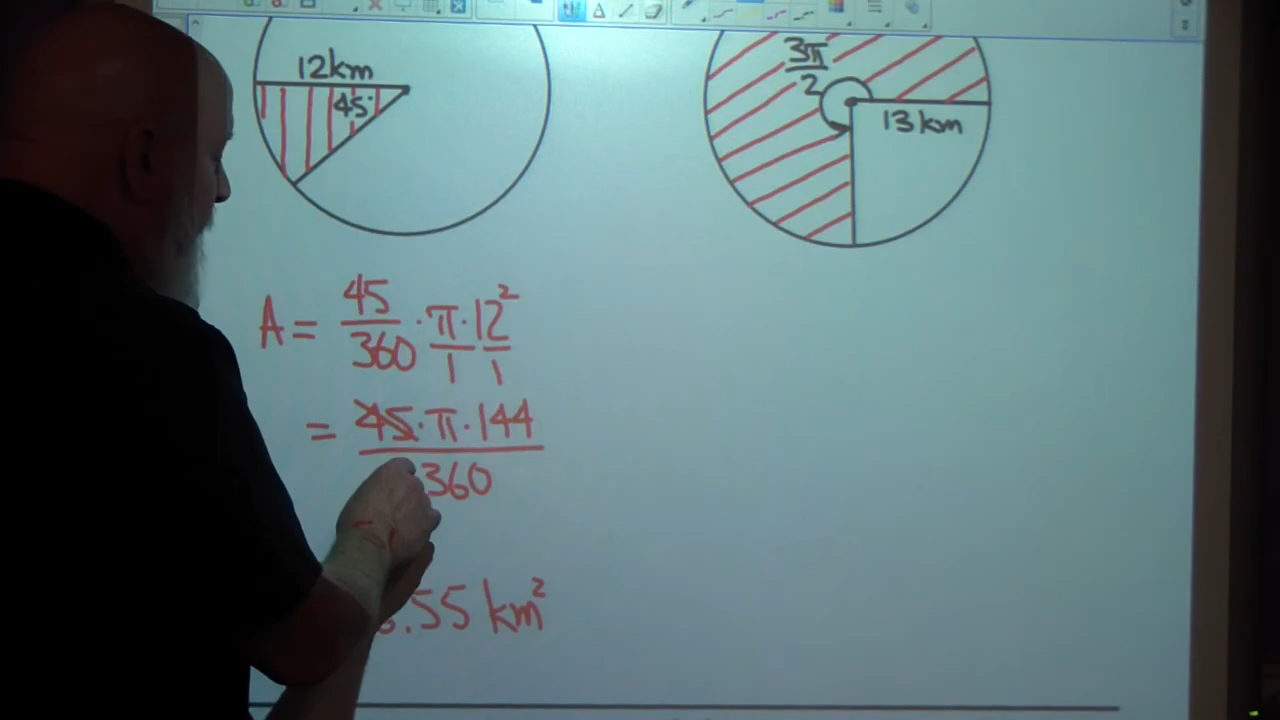 12km
45°
3π/2
13 km
A = 45/360 · π/1 · 12²/1
= 45 · π · 144 / 360
.55 km²